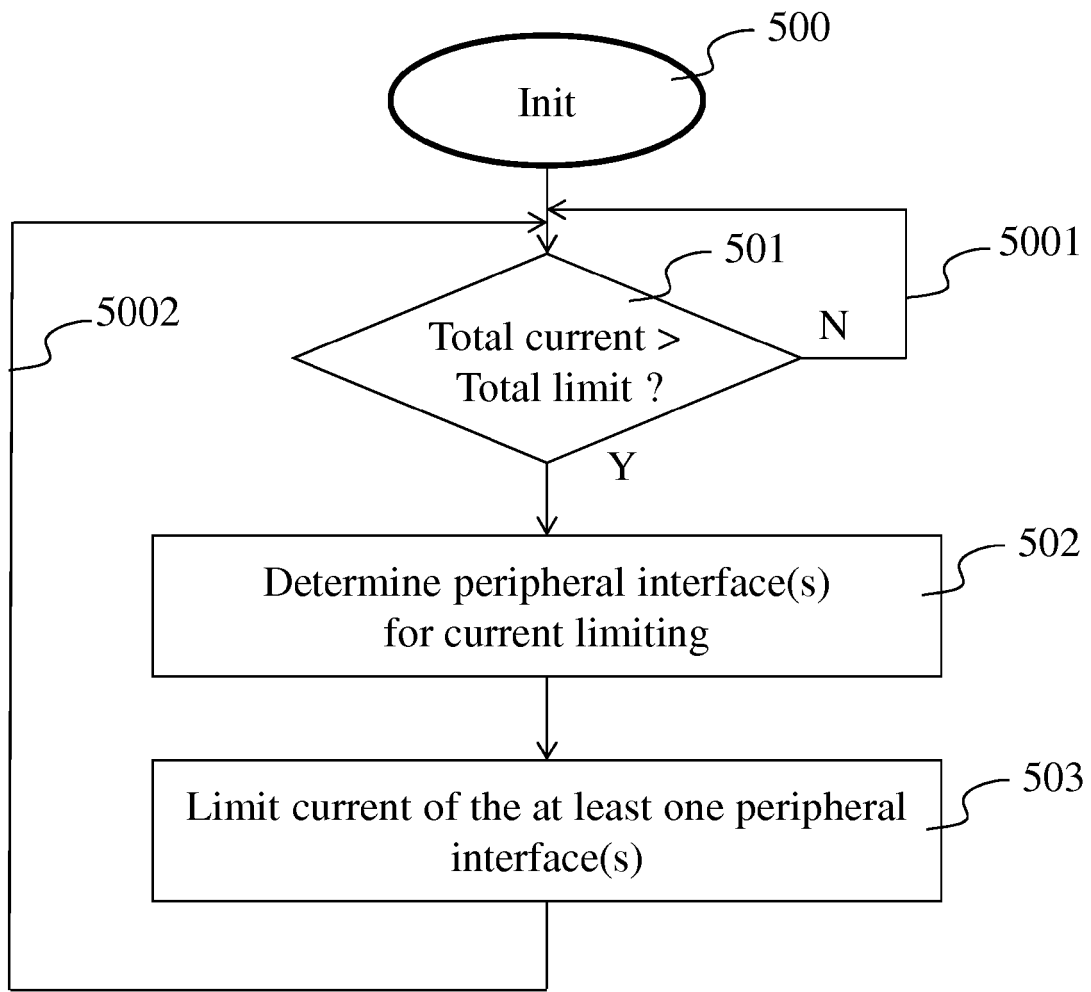 500
Init
501
5001
5002
Total current >
N
Total limit ?
Y
502
Determine peripheral interface(s)
for current limiting
503
Limit current of the at least one peripheral
interface(s)